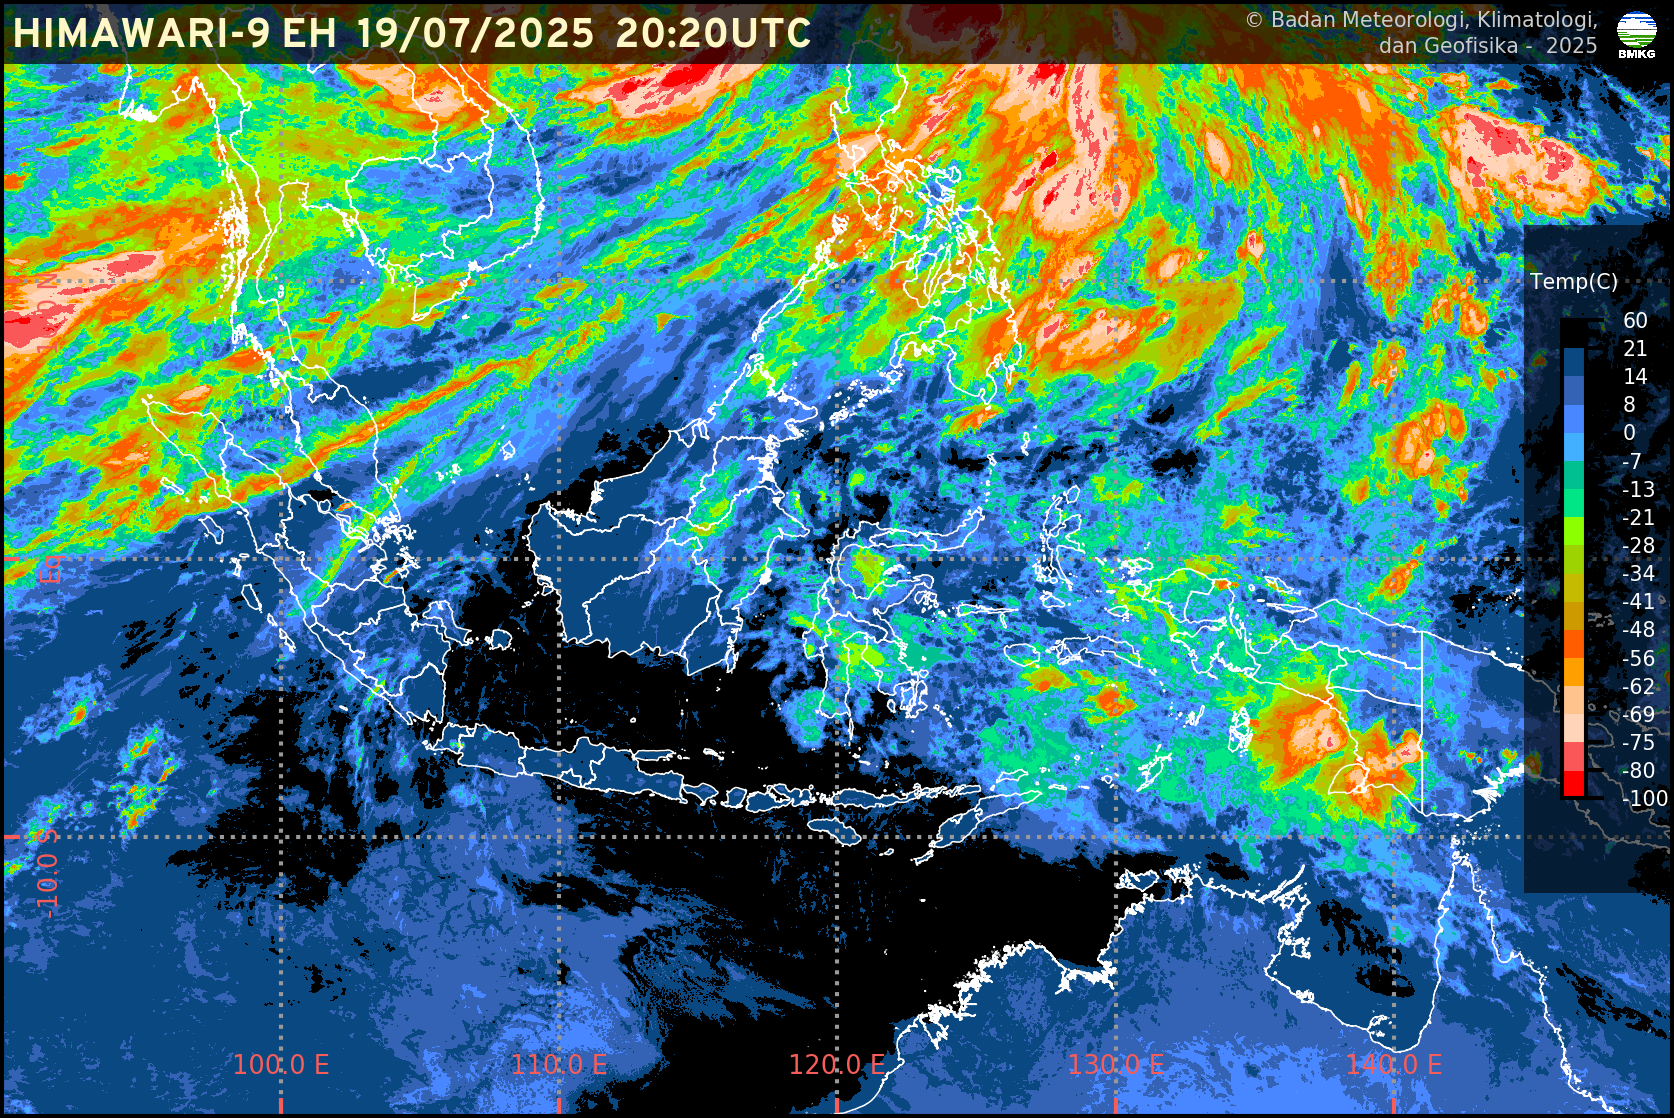 HIMAWARI-9 EH 19/07/2025 20:20UTC
© Badan Meteorologi, Klimatologi,
dan Geofisika - 2025
BMKG
Temp(C)
60
21
14
8
0
-7
-13
-21
-28
-34
-41
-48
-56
-62
-69
-75
-80
-100
Eq
-10.0 S
100.0 E
110.0 E
120.0 E
130.0 E
140.0 E